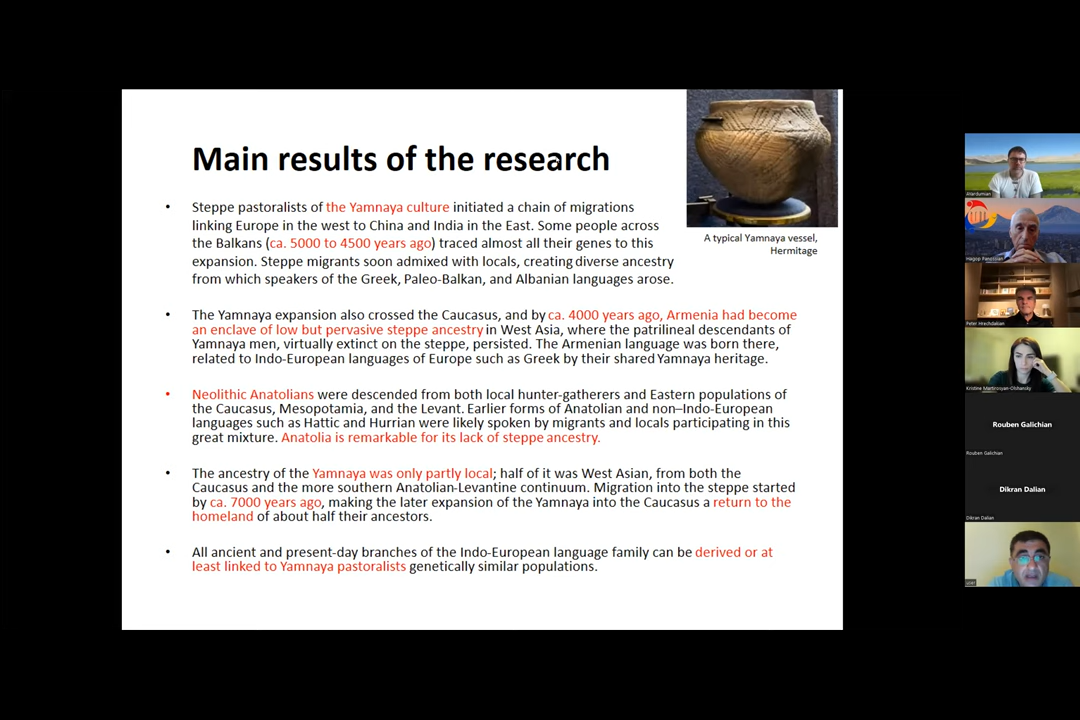 Main results of the research
A typical Yamnaya vessel,
Hermitage
• Steppe pastoralists of the Yamnaya culture initiated a chain of migrations
linking Europe in the west to China and India in the East. Some people across
the Balkans (ca. 5000 to 4500 years ago) traced almost all their genes to this
expansion. Steppe migrants soon admixed with locals, creating diverse ancestry
from which speakers of the Greek, Paleo-Balkan, and Albanian languages arose.
• The Yamnaya expansion also crossed the Caucasus, and by ca. 4000 years ago, Armenia had become
an enclave of low but pervasive steppe ancestry in West Asia, where the patrilineal descendants of
Yamnaya men, virtually extinct on the steppe, persisted. The Armenian language was born there,
related to Indo-European languages of Europe such as Greek by their shared Yamnaya heritage.
• Neolithic Anatolians were descended from both local hunter-gatherers and Eastern populations of
the Caucasus, Mesopotamia, and the Levant. Earlier forms of Anatolian and non–Indo-European
languages such as Hattic and Hurrian were likely spoken by migrants and locals participating in this
great mixture. Anatolia is remarkable for its lack of steppe ancestry.
• The ancestry of the Yamnaya was only partly local; half of it was West Asian, from both the
Caucasus and the more southern Anatolian-Levantine continuum. Migration into the steppe started
by ca. 7000 years ago, making the later expansion of the Yamnaya into the Caucasus a return to the
homeland of about half their ancestors.
• All ancient and present-day branches of the Indo-European language family can be derived or at
least linked to Yamnaya pastoralists genetically similar populations.
Hagop Panossian
Peter Hrechdakian
Kristine Martirosyan-Olshansky
Rouben Galichian
Rouben Galichian
Dikran Dalian
Dikran Dalian